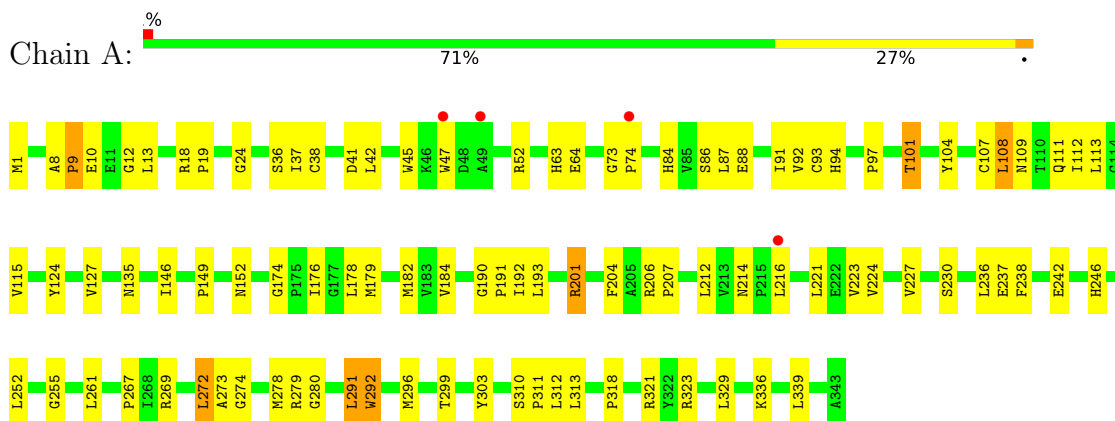 %
Chain A:
71% 27% •
M1 A8 P9 E10 E11 G12 L13 R18 P19 G24 S36 I37 C38 D41 L42 W45 K46 W47 D48 A49 R52 H63 E64 G73 P74 H84 V85 S86 L87 E88 I91 V92 C93 H94 P97 T101 Y104 C107 L108 N109 T110 Q111 I112 L113 G114
V115 Y124 V127 N135 I146 P149 N152 G174 P175 I176 G177 L178 M179 M182 V183 V184 G190 P191 I192 L193 R201 F204 A205 R206 P207 L212 V213 N214 P215 L216 L221 E222 V223 V224 V227 S230 L236 E237 F238 E242 H246
L252 G255 L261 P267 I268 R269 L272 A273 G274 M278 R279 G280 L291 W292 M296 T299 Y303 S310 P311 L312 L313 P318 R321 Y322 R323 L329 K336 L339 A343